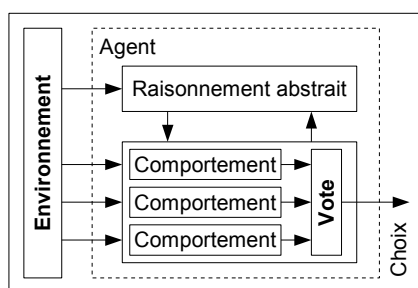 Agent
Raisonnement abstrait
Environnement
Comportement
Comportement
Comportement
Vote
Choix